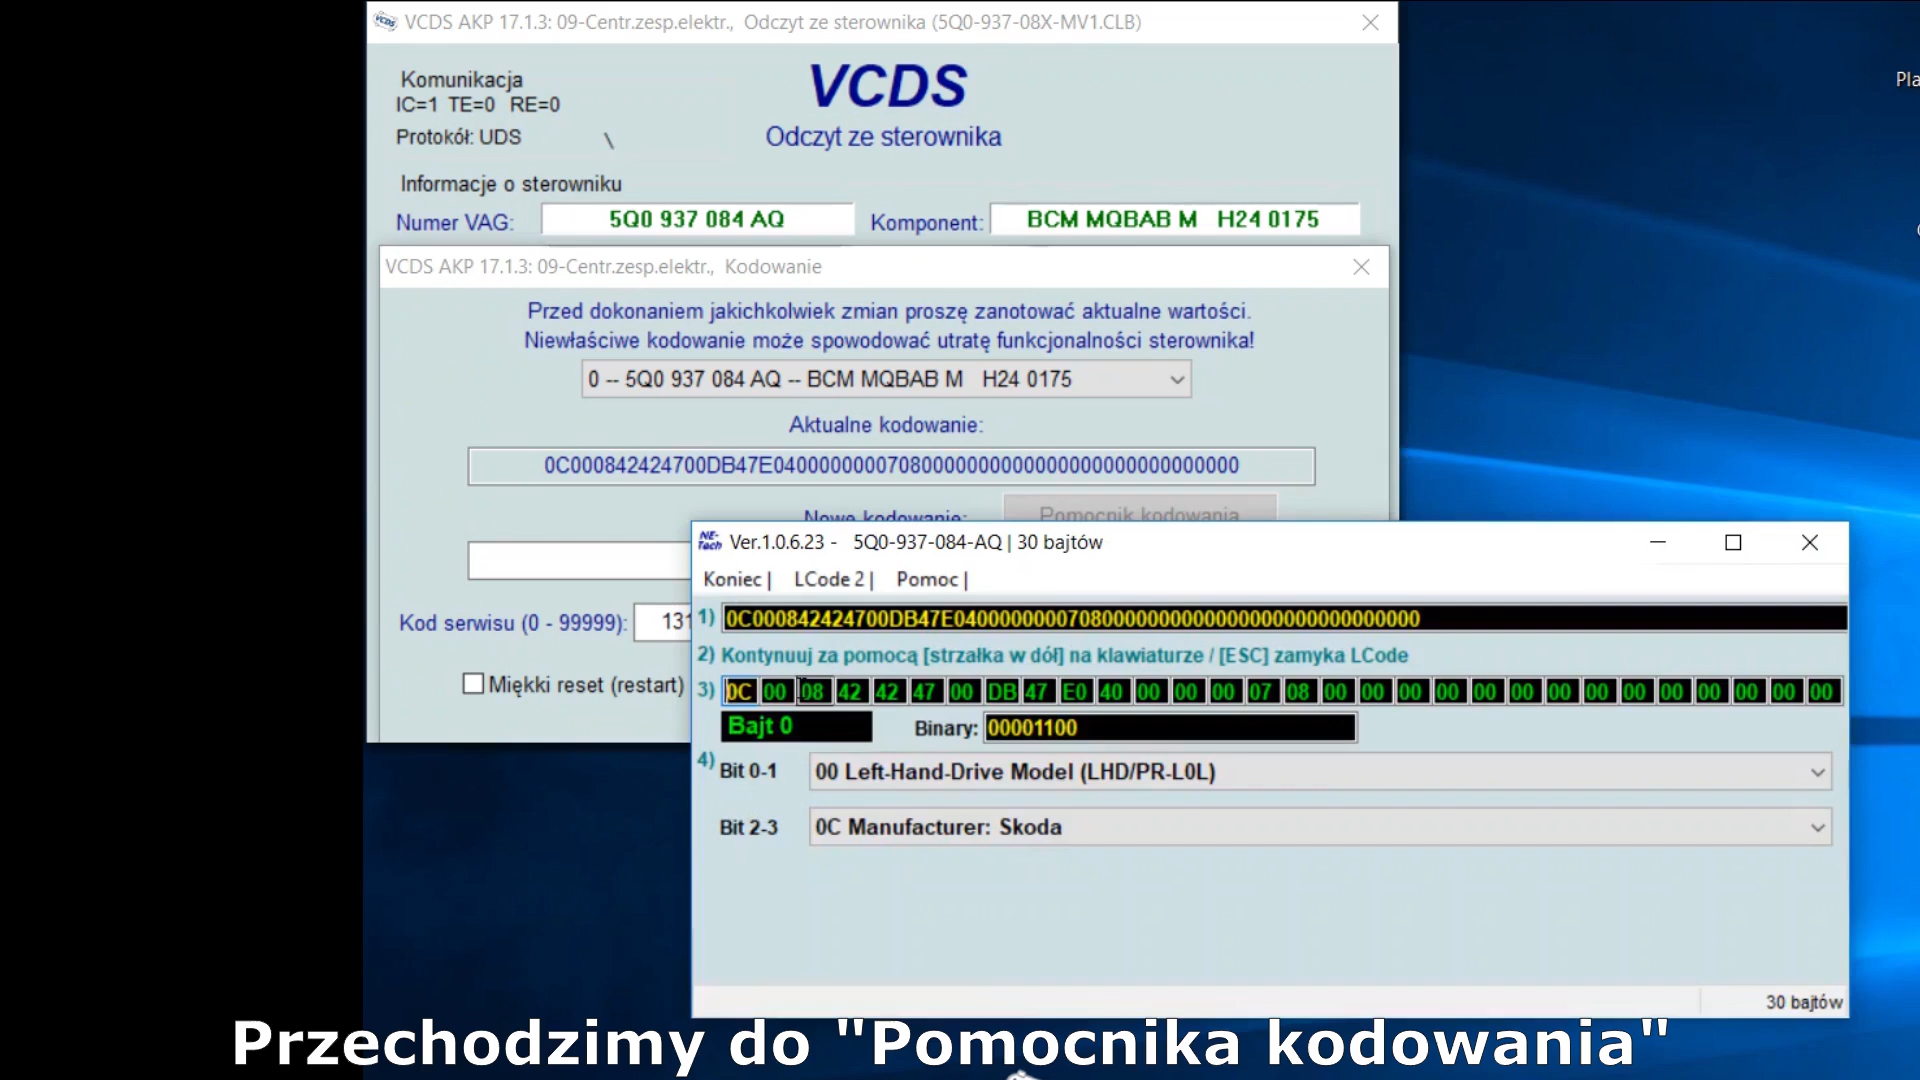 VCDS AKP 17.1.3: 09-Centr.zesp.elektr., Odczyt ze sterownika (5Q0-937-08X-MV1.CLB)
Komunikacja
IC=1 TE=0 RE=0
Protokół: UDS \
VCDS
Odczyt ze sterownika
Informacje o sterowniku
Numer VAG: 5Q0 937 084 AQ Komponent: BCM MQBAB M H24 0175
VCDS AKP 17.1.3: 09-Centr.zesp.elektr., Kodowanie
Przed dokonaniem jakichkolwiek zmian proszę zanotować aktualne wartości.
Niewłaściwe kodowanie może spowodować utratę funkcjonalności sterownika!
0 -- 5Q0 937 084 AQ -- BCM MQBAB M H24 0175
Aktualne kodowanie:
0C000842424700DB47E04000000007080000000000000000000000000000
Nowe kodowanie: Pomocnik kodowania
Kod serwisu (0 - 99999): 131
Miękki reset (restart)
NE-Tech Ver.1.0.6.23 - 5Q0-937-084-AQ | 30 bajtów
Koniec | LCode 2 | Pomoc |
1) 0C000842424700DB47E04000000007080000000000000000000000000000
2) Kontynuuj za pomocą [strzałka w dół] na klawiaturze / [ESC] zamyka LCode
3) 0C 00 08 42 42 47 00 DB 47 E0 40 00 00 00 07 08 00 00 00 00 00 00 00 00 00 00 00 00 00 00
Bajt 0 Binary: 00001100
4) Bit 0-1 00 Left-Hand-Drive Model (LHD/PR-L0L)
Bit 2-3 0C Manufacturer: Skoda
30 bajtów
Przechodzimy do "Pomocnika kodowania"
Pla